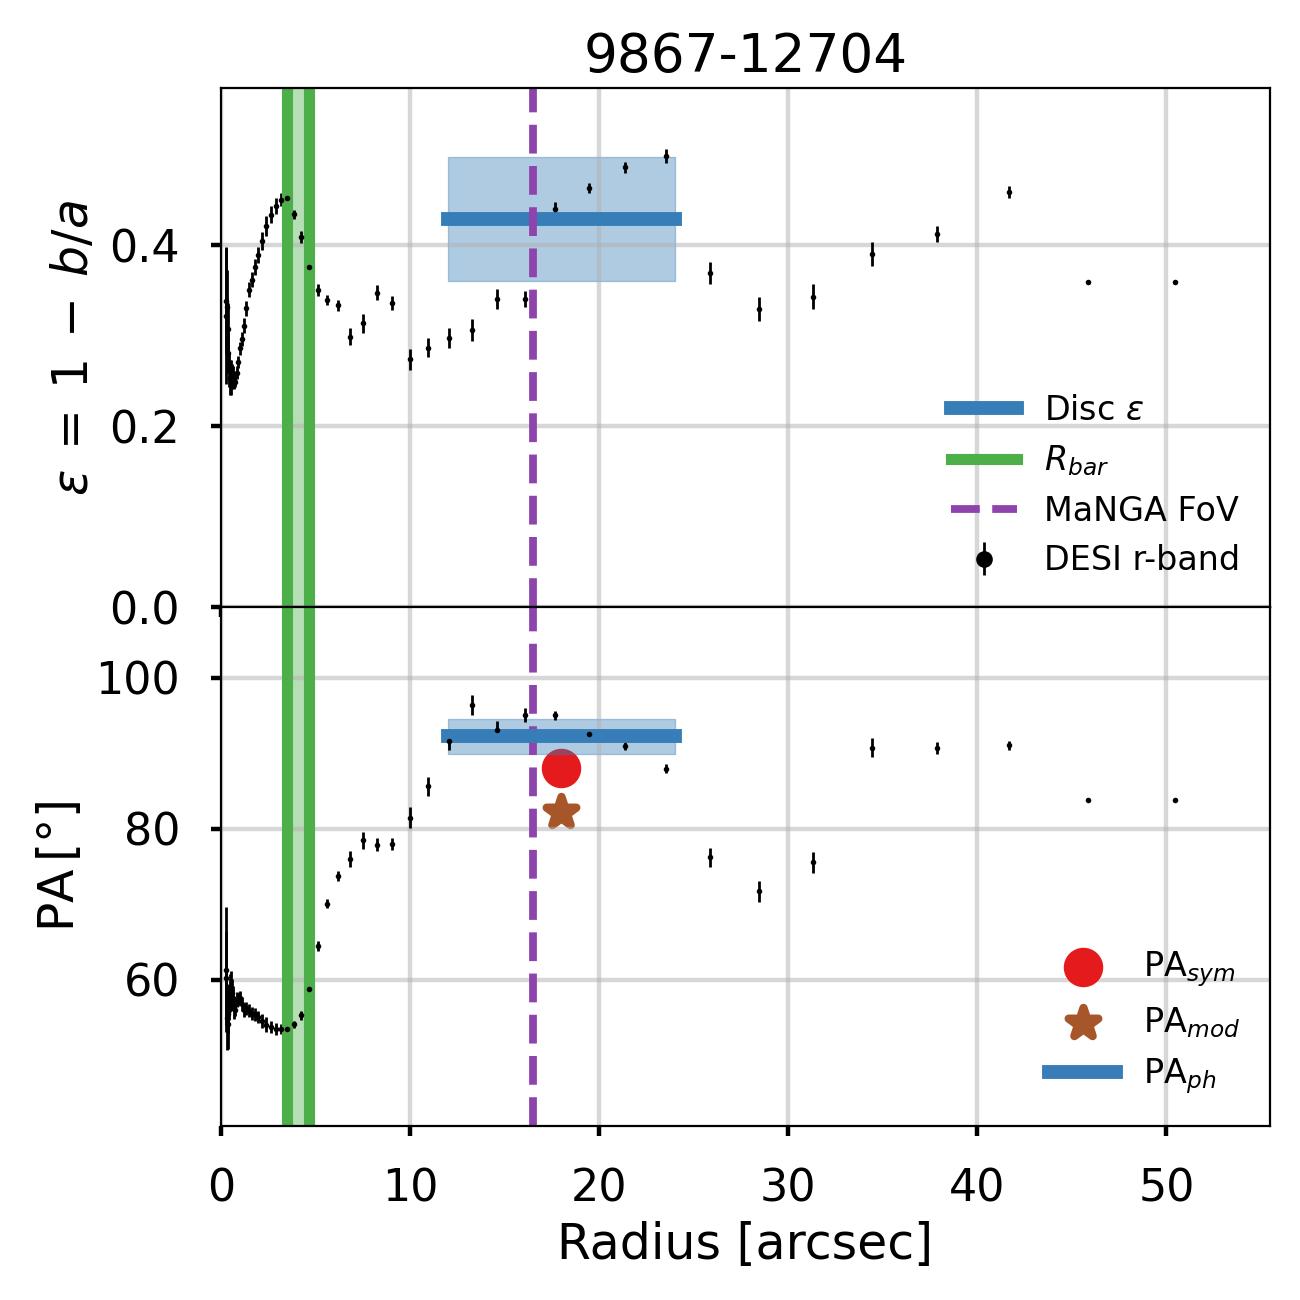 9867-12704
ε = 1 − b/a
0.4
0.2
0.0
Disc ε
R_bar
MaNGA FoV
DESI r-band
PA [°]
100
80
60
PA_sym
PA_mod
PA_ph
0 10 20 30 40 50
Radius [arcsec]